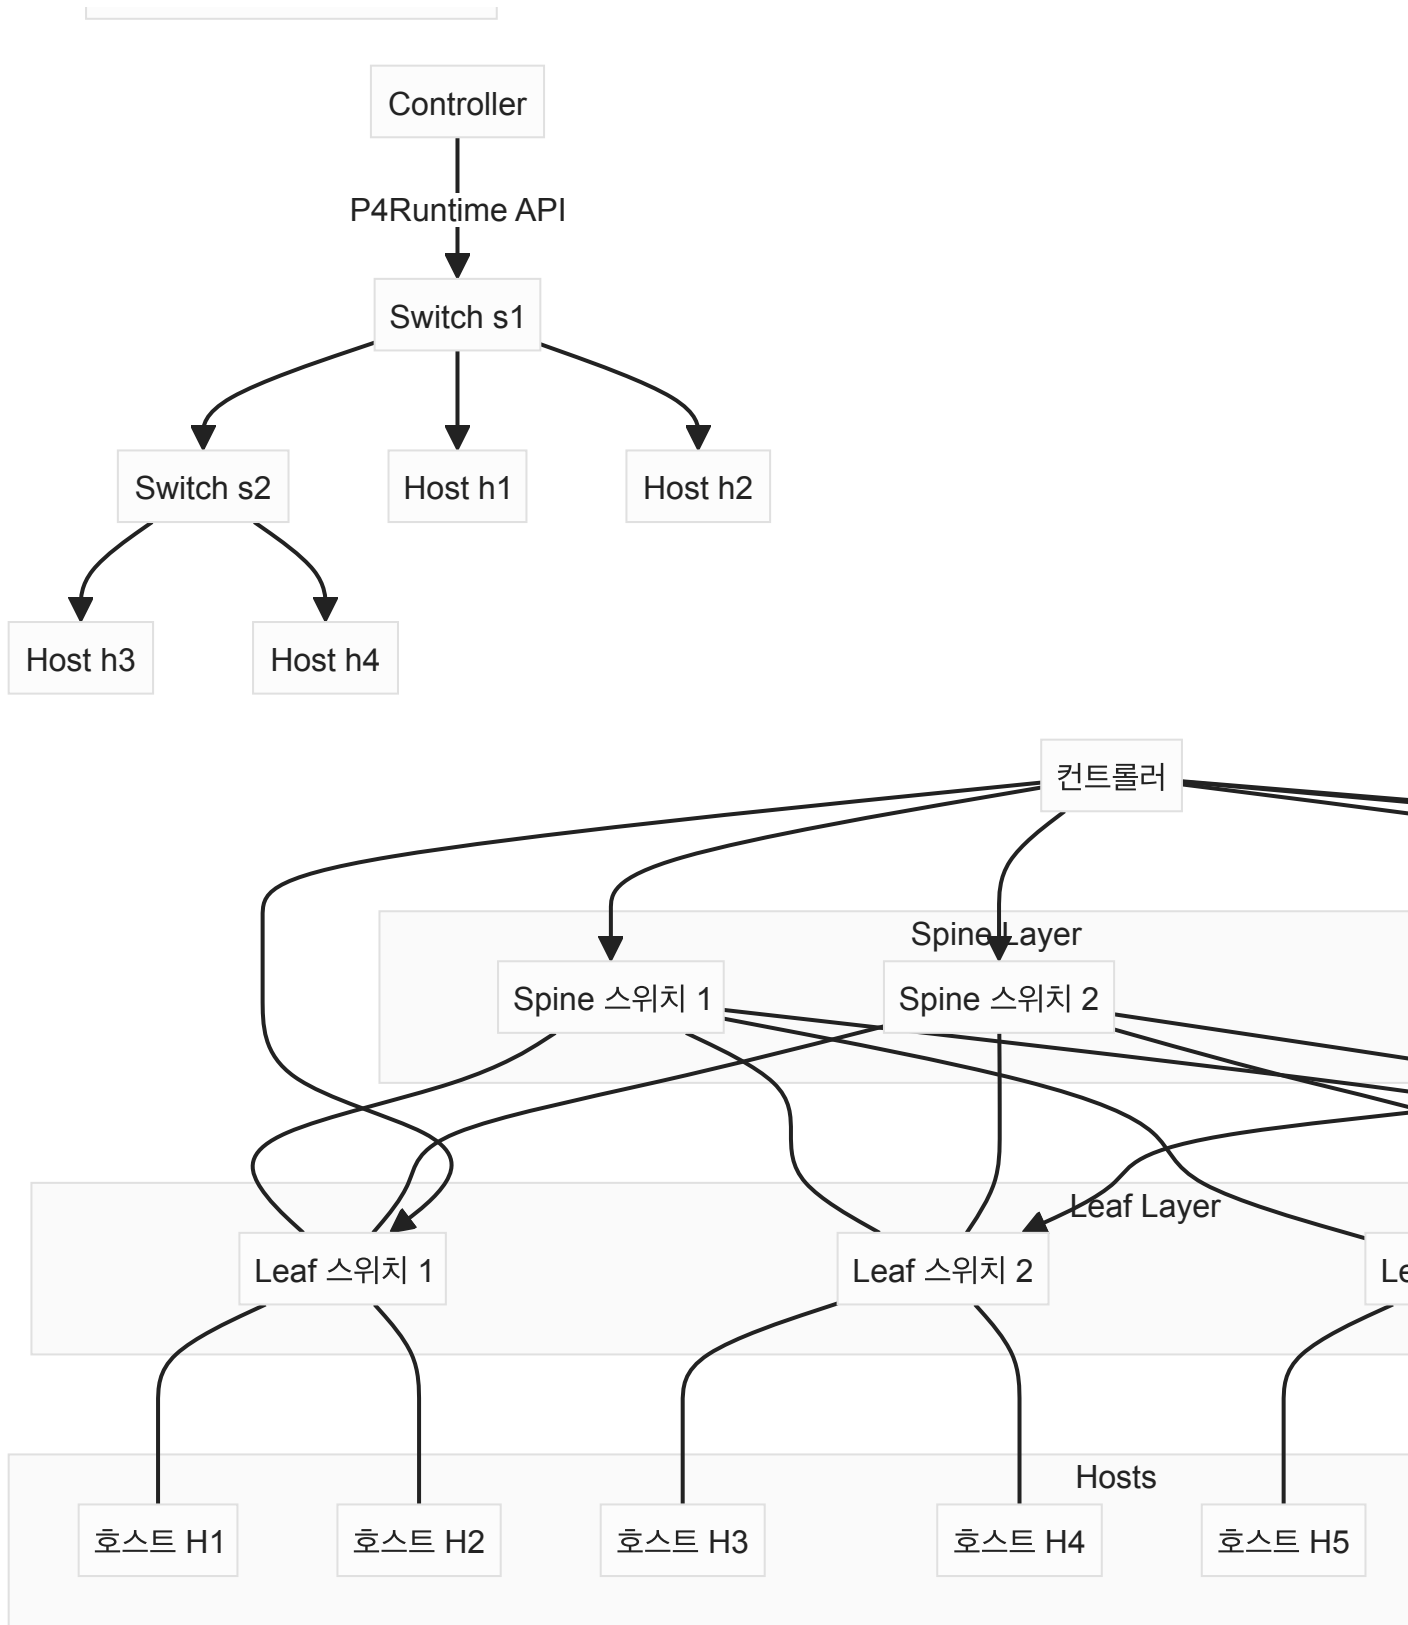 Controller
P4Runtime API
Switch s1
Switch s2
Host h1
Host h2
Host h3
Host h4
컨트롤러
Spine Layer
Spine 스위치 1
Spine 스위치 2
Leaf Layer
Leaf 스위치 1
Leaf 스위치 2
Le
Hosts
호스트 H1
호스트 H2
호스트 H3
호스트 H4
호스트 H5